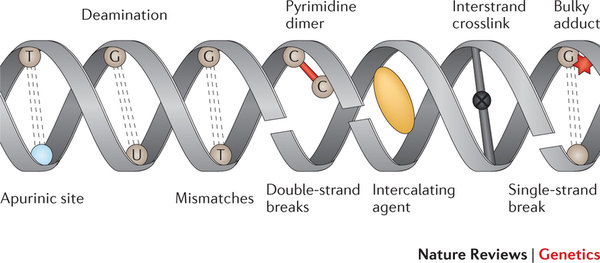 Deamination
Pyrimidine
dimer
Interstrand
crosslink
Bulky
adduct
T
G
G
C
C
G
U
T
Apurinic site
Mismatches
Double-strand
breaks
Intercalating
agent
Single-strand
break
Nature Reviews | Genetics